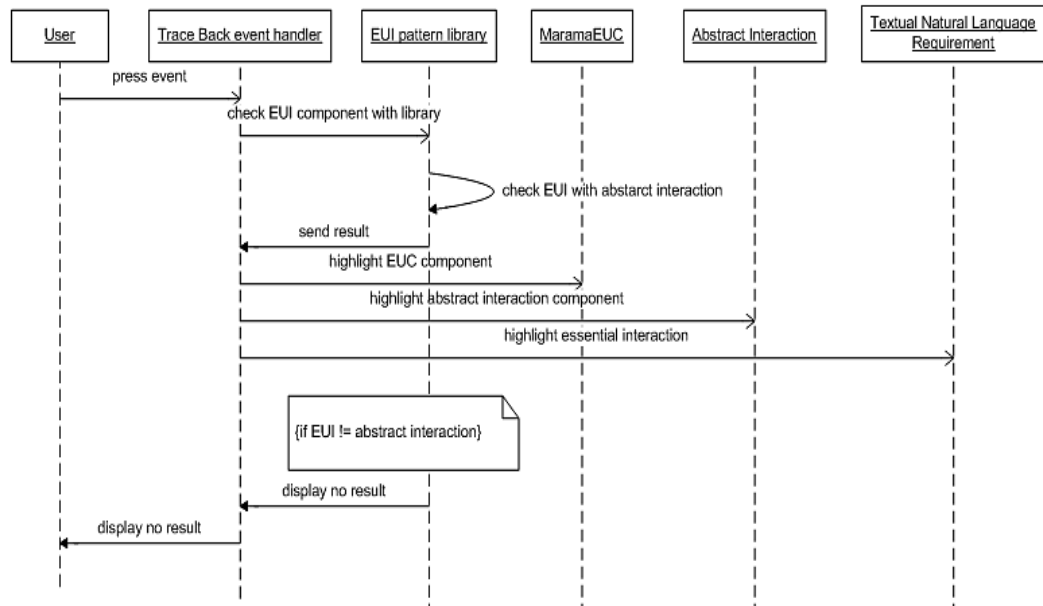 User
Trace Back event handler
EUI pattern library
MaramaEUC
Abstract Interaction
Textual Natural Language
Requirement
press event
check EUI component with library
check EUI with abstarct interaction
send result
highlight EUC component
highlight abstract interaction component
highlight essential interaction
{if EUI != abstract interaction}
display no result
display no result